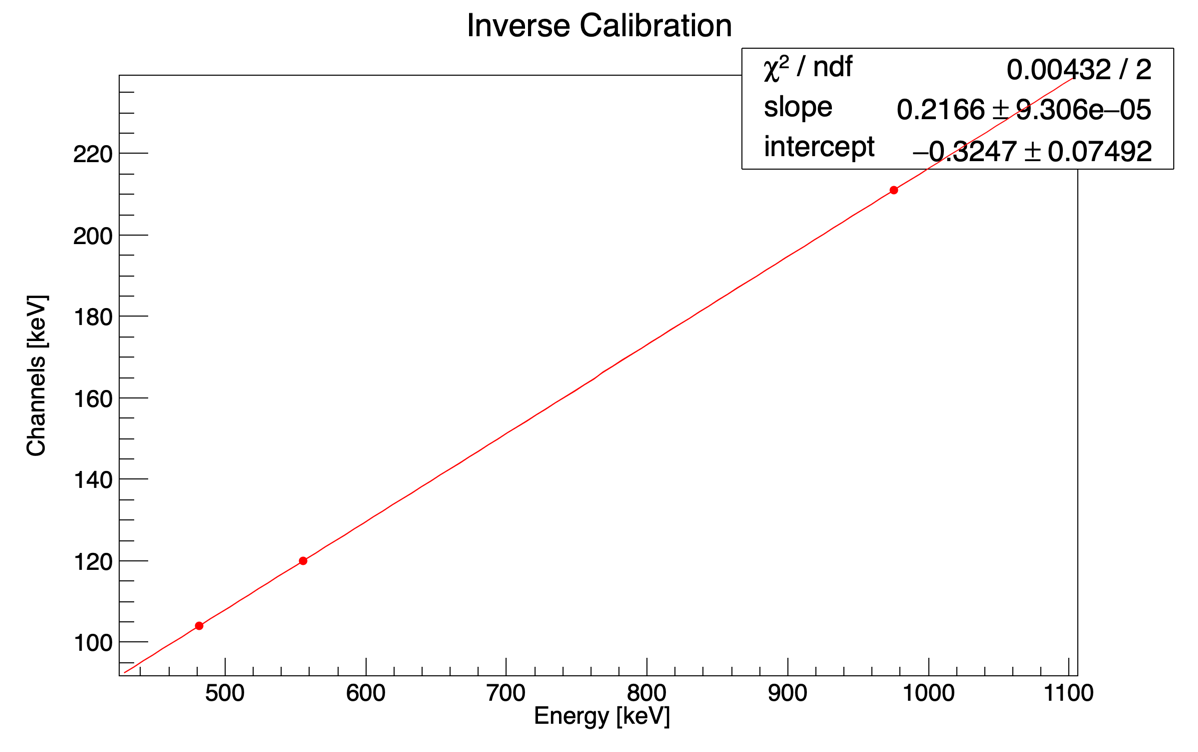 Inverse Calibration
χ² / ndf 0.00432 / 2
slope 0.2166 ± 9.306e–05
intercept –0.3247 ± 0.07492
220
200
180
160
140
120
100
Channels [keV]
500 600 700 800 900 1000 1100
Energy [keV]